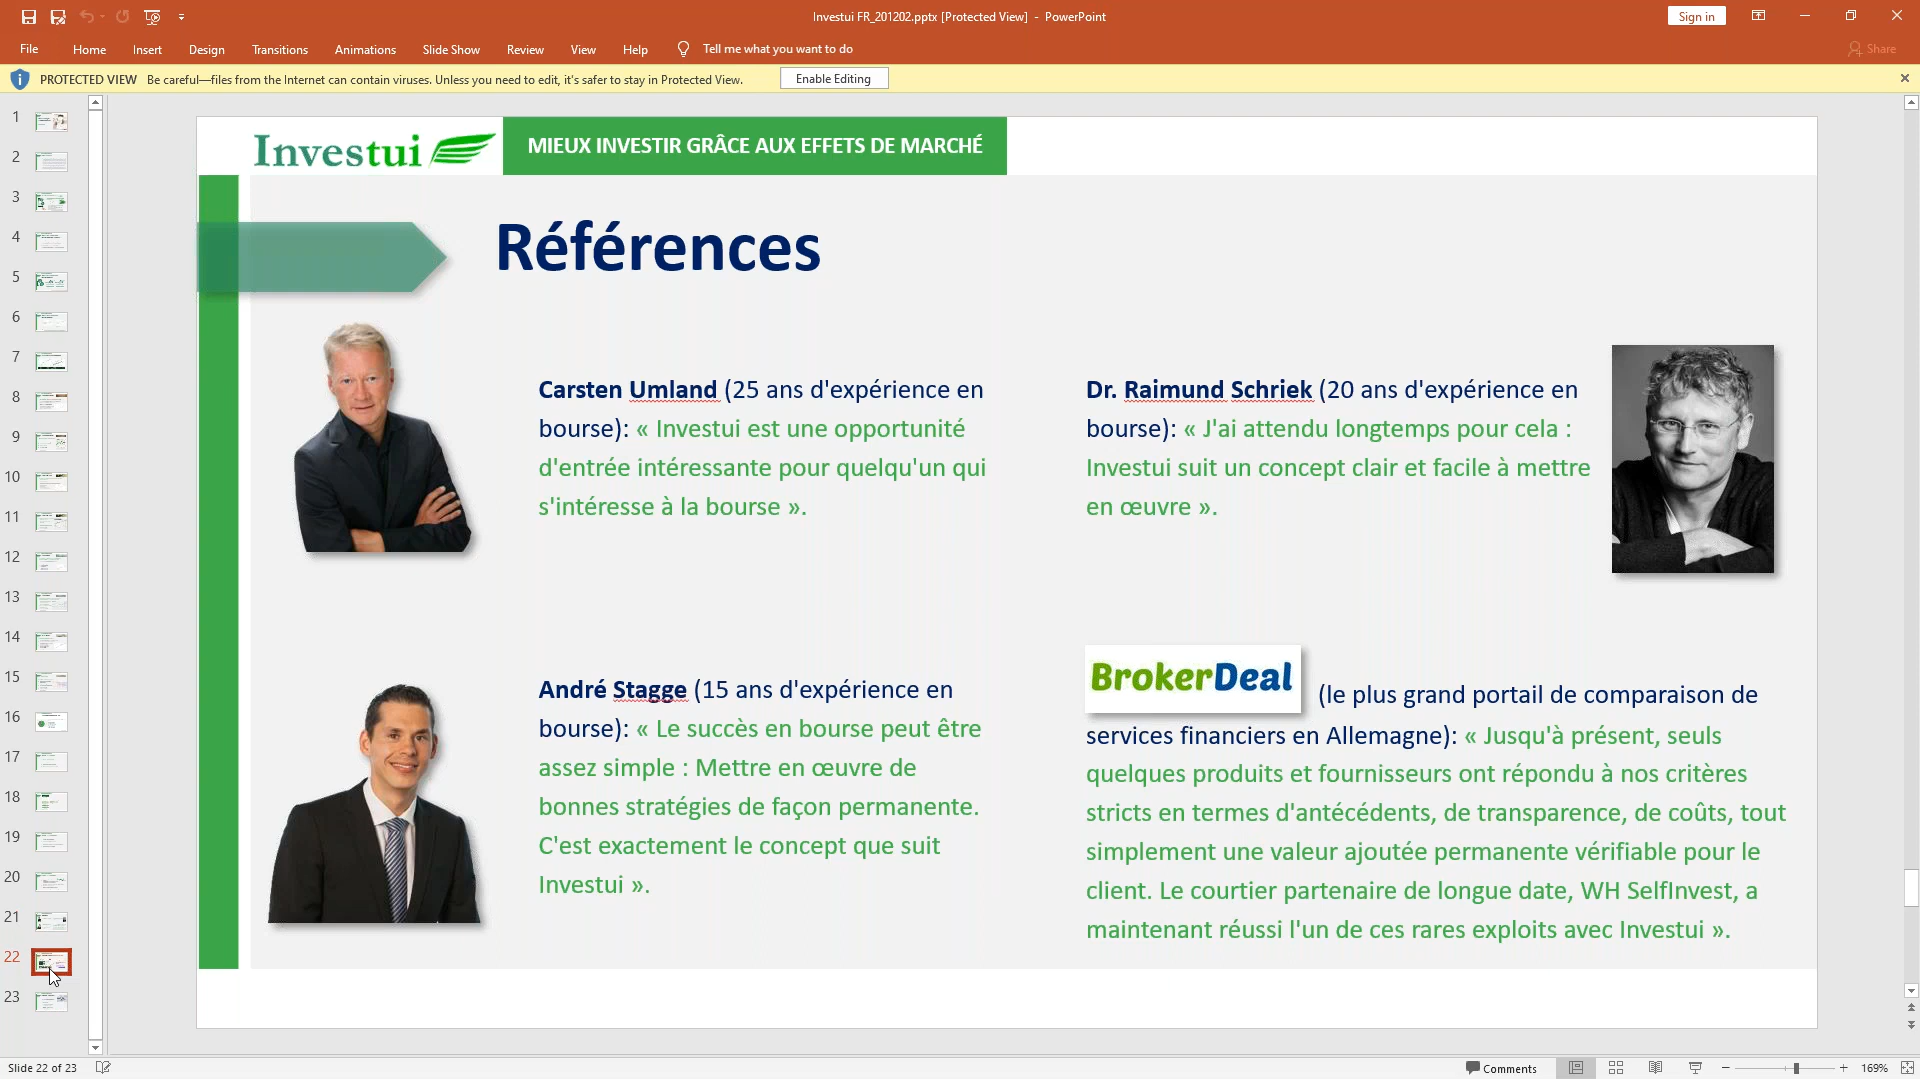 Investui FR_201202.pptx [Protected View] - PowerPoint
Sign in
File Home Insert Design Transitions Animations Slide Show Review View Help Tell me what you want to do
Share
PROTECTED VIEW Be careful—files from the Internet can contain viruses. Unless you need to edit, it's safer to stay in Protected View.
Enable Editing
1
2
3
4
5
6
7
8
9
10
11
12
13
14
15
16
17
18
19
20
21
22
23
Investui
MIEUX INVESTIR GRÂCE AUX EFFETS DE MARCHÉ
Références
Carsten Umland (25 ans d'expérience en
bourse): « Investui est une opportunité
d'entrée intéressante pour quelqu'un qui
s'intéresse à la bourse ».
Dr. Raimund Schriek (20 ans d'expérience en
bourse): « J'ai attendu longtemps pour cela :
Investui suit un concept clair et facile à mettre
en œuvre ».
André Stagge (15 ans d'expérience en
bourse): « Le succès en bourse peut être
assez simple : Mettre en œuvre de
bonnes stratégies de façon permanente.
C'est exactement le concept que suit
Investui ».
BrokerDeal (le plus grand portail de comparaison de
services financiers en Allemagne): « Jusqu'à présent, seuls
quelques produits et fournisseurs ont répondu à nos critères
stricts en termes d'antécédents, de transparence, de coûts, tout
simplement une valeur ajoutée permanente vérifiable pour le
client. Le courtier partenaire de longue date, WH SelfInvest, a
maintenant réussi l'un de ces rares exploits avec Investui ».
Slide 22 of 23
Comments
169%